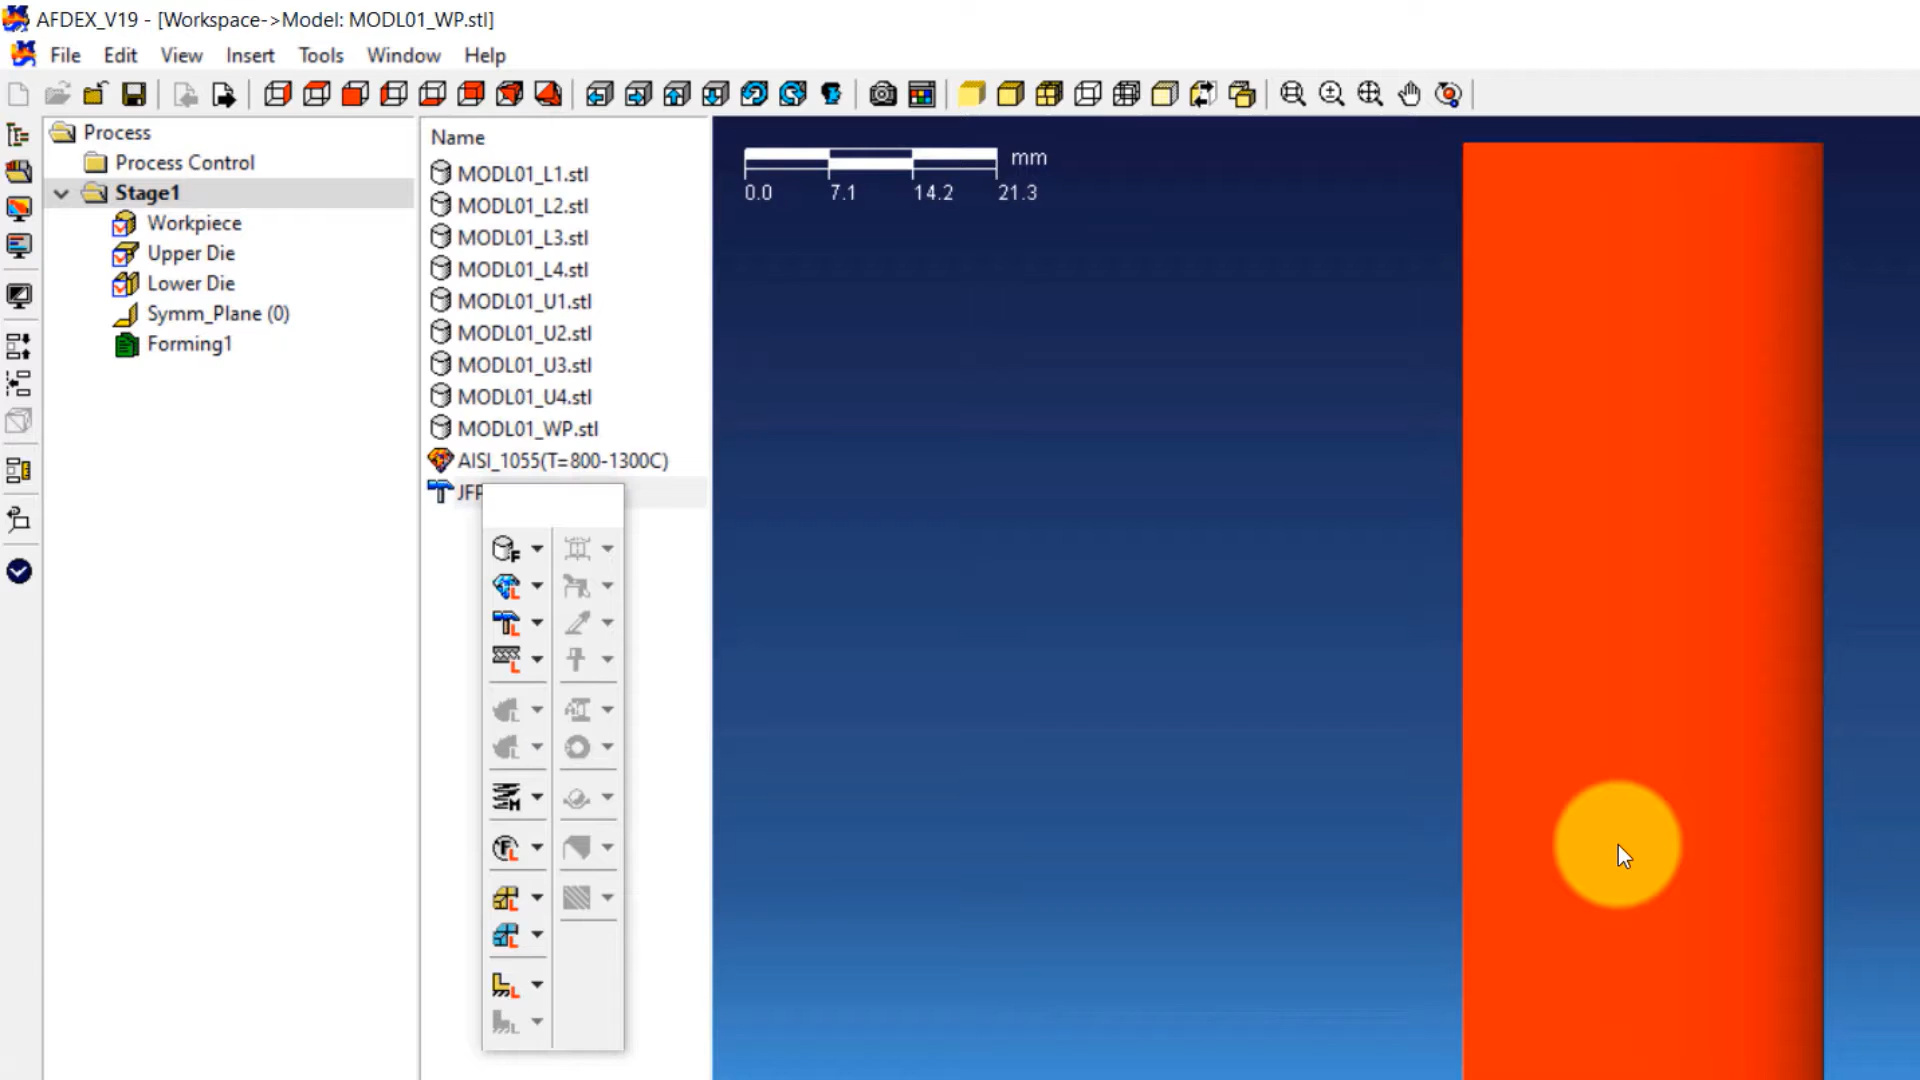 AFDEX_V19 - [Workspace->Model: MODL01_WP.stl]
File Edit View Insert Tools Window Help
Process
Process Control
Stage1
Workpiece
Upper Die
Lower Die
Symm_Plane (0)
Forming1
Name
MODL01_L1.stl
MODL01_L2.stl
MODL01_L3.stl
MODL01_L4.stl
MODL01_U1.stl
MODL01_U2.stl
MODL01_U3.stl
MODL01_U4.stl
MODL01_WP.stl
AISI_1055(T=800-1300C)
mm
0.0 7.1 14.2 21.3